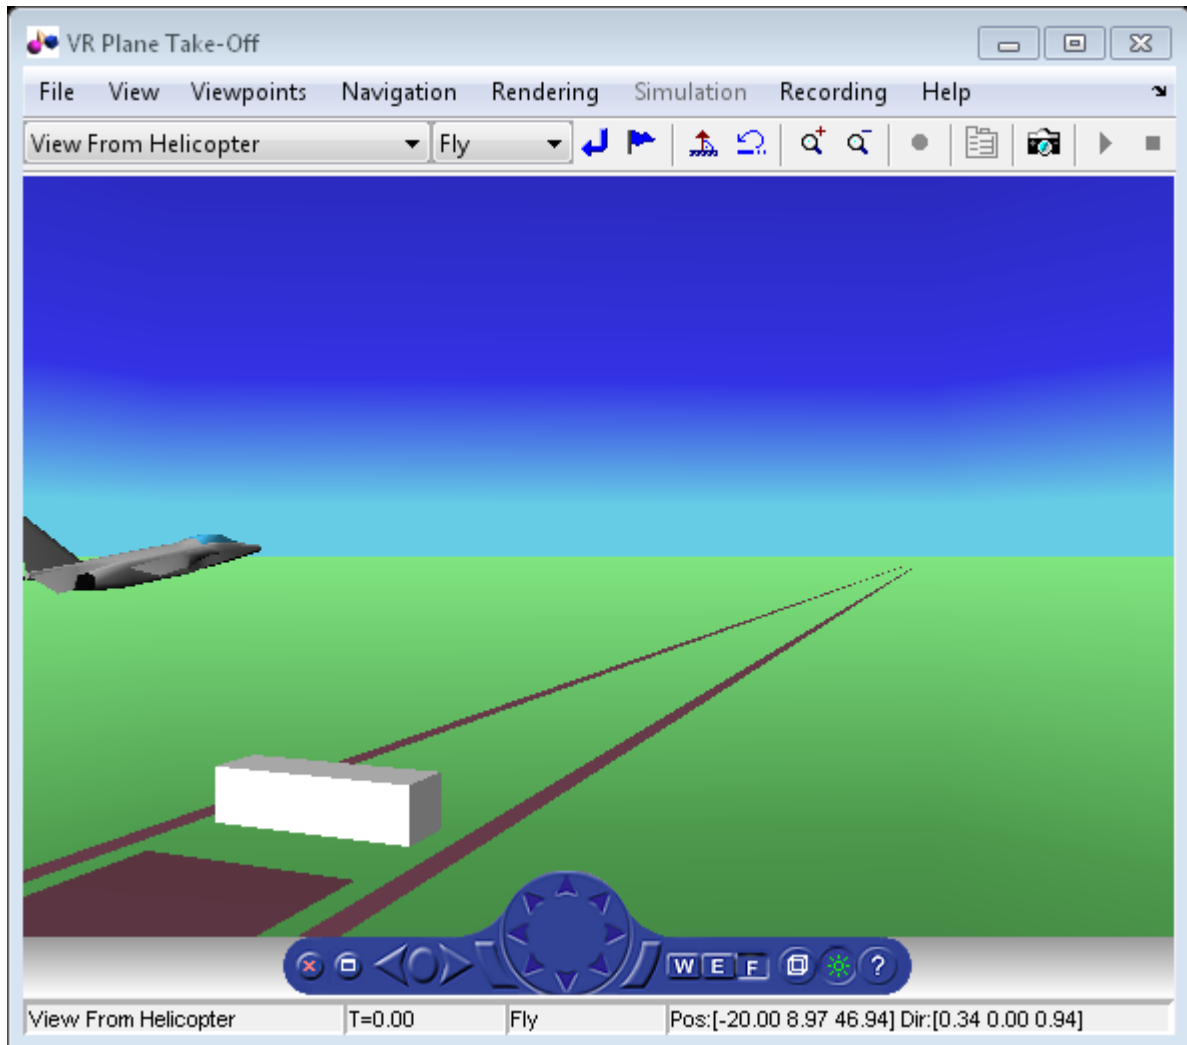 VR Plane Take-Off
File View Viewpoints Navigation Rendering Simulation Recording Help
View From Helicopter Fly
W E F ?
View From Helicopter T=0.00 Fly Pos:[-20.00 8.97 46.94] Dir:[0.34 0.00 0.94]